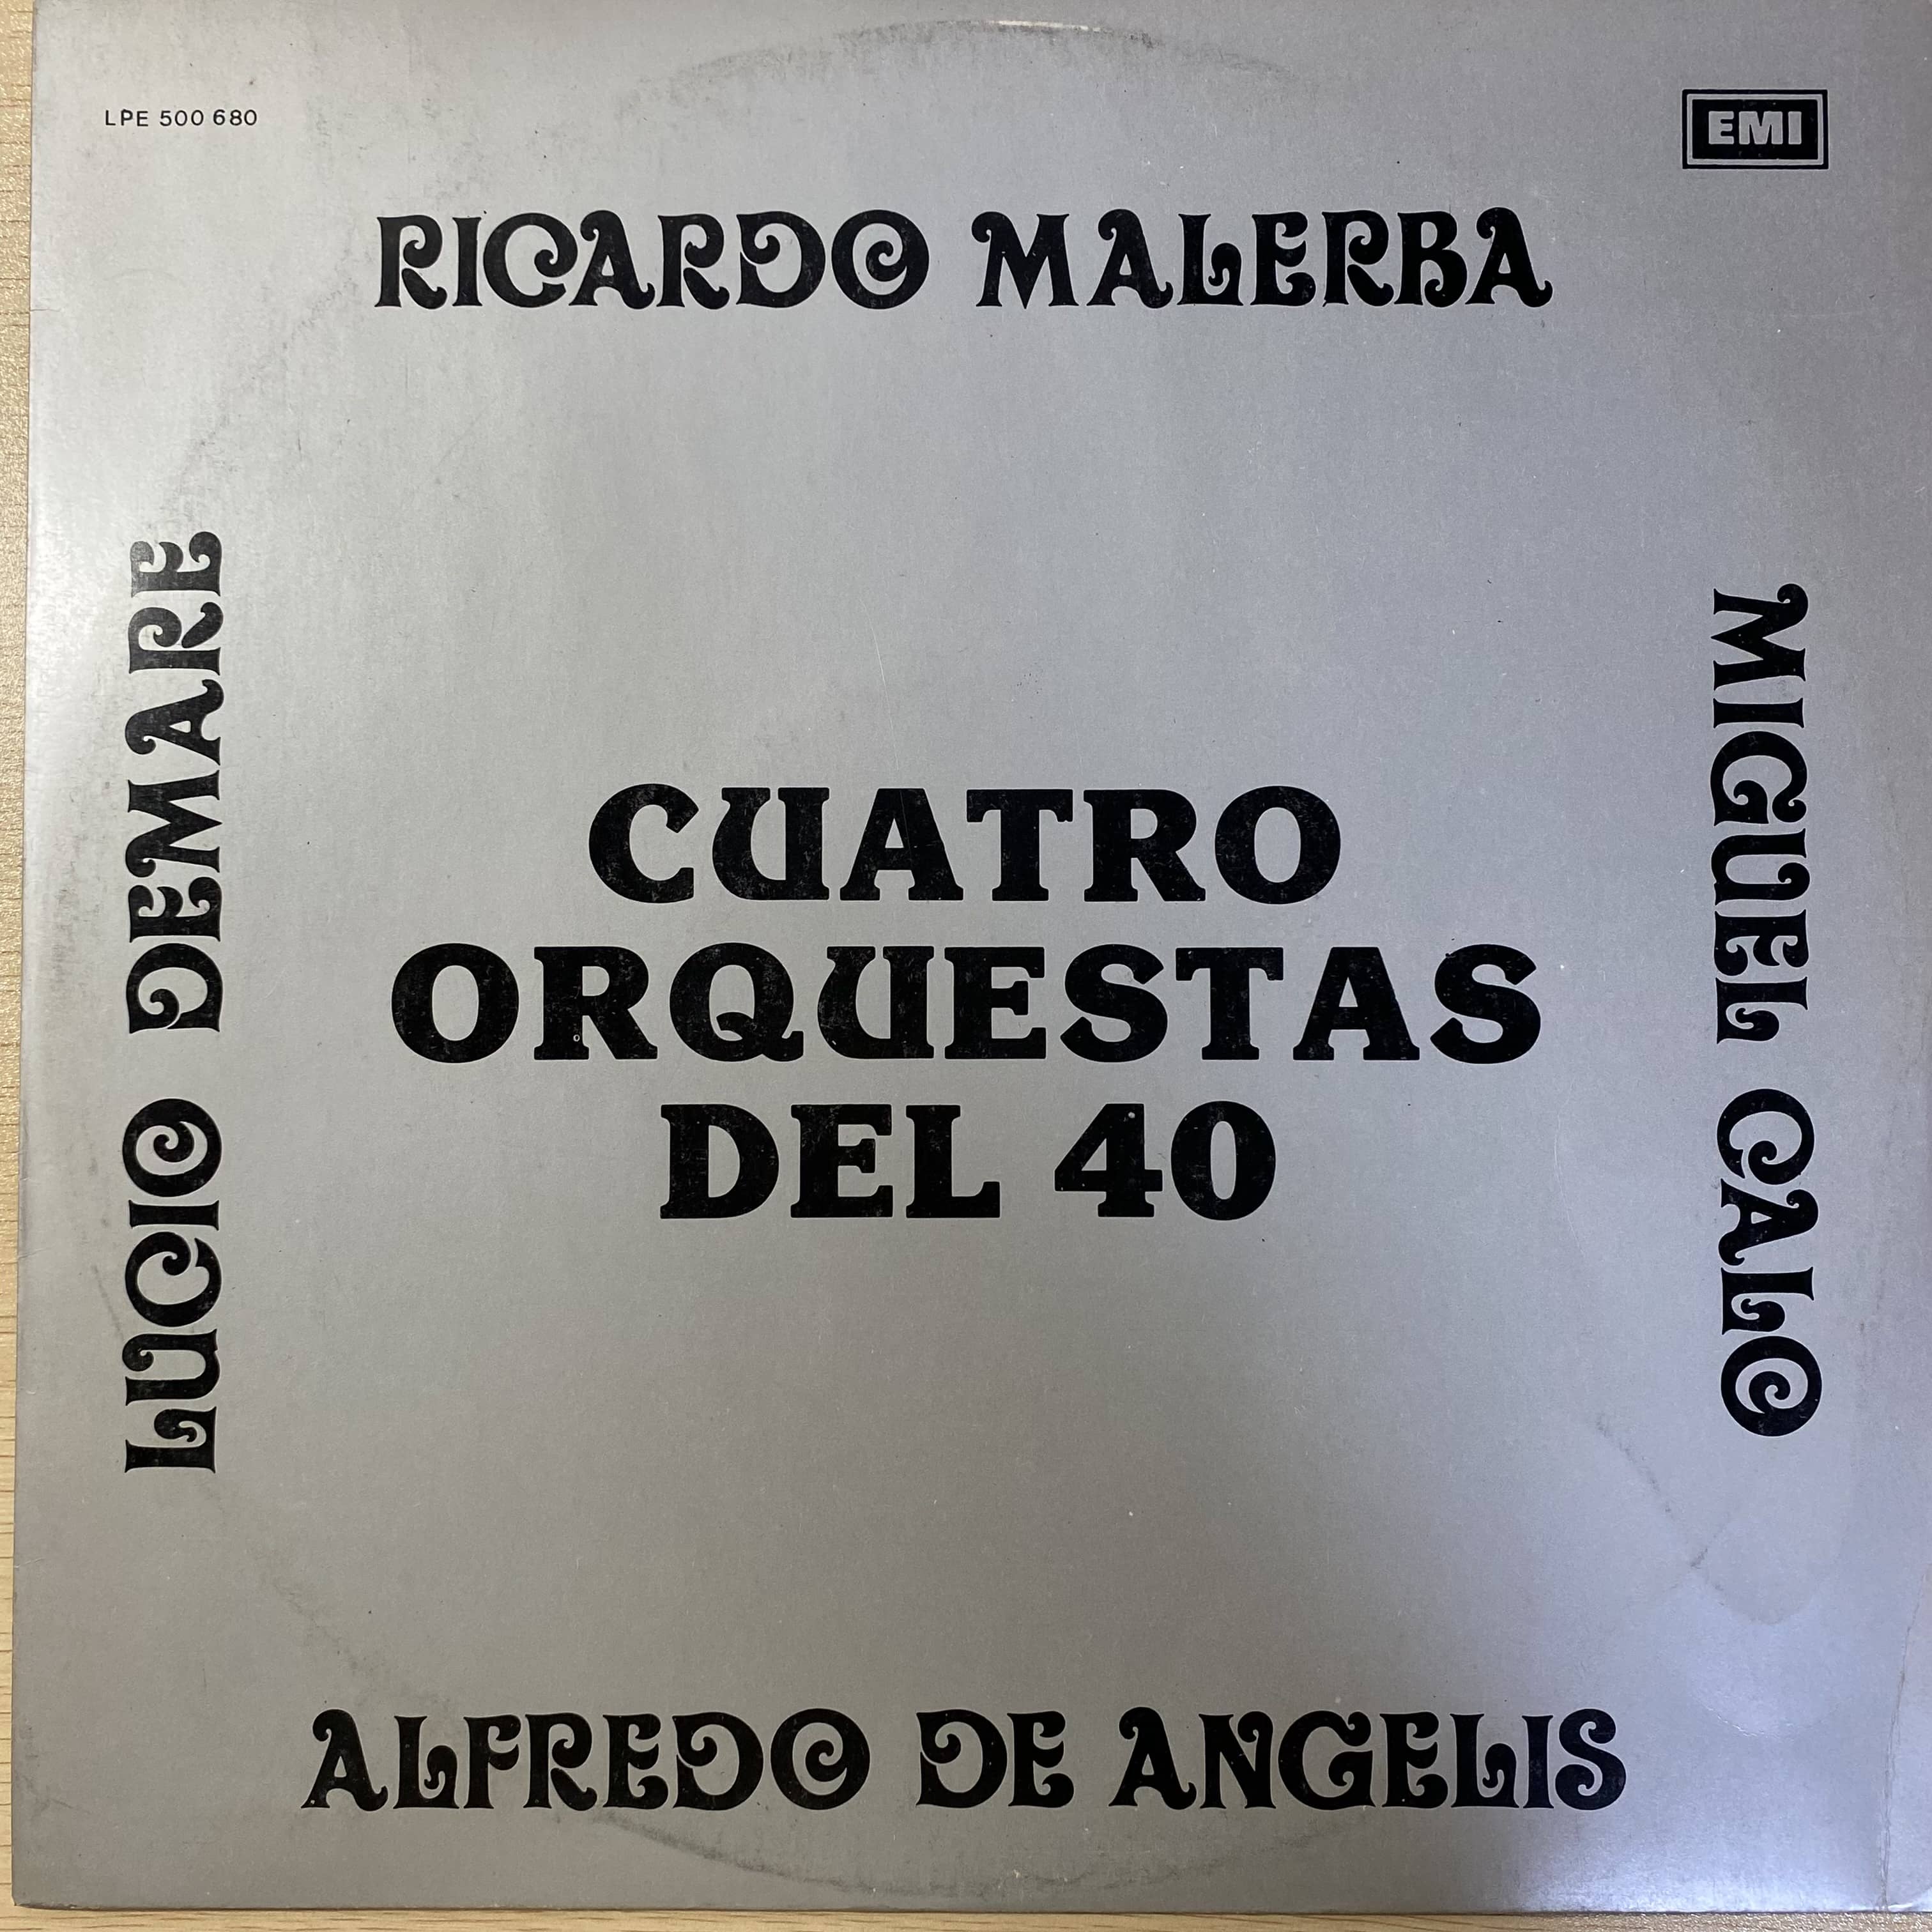 LPE 500 680
EMI
RICARDO MALERBA
LUCIO DEMARE
CUATRO
ORQUESTAS
DEL 40
MIGUEL CALO
ALFREDO DE ANGELIS